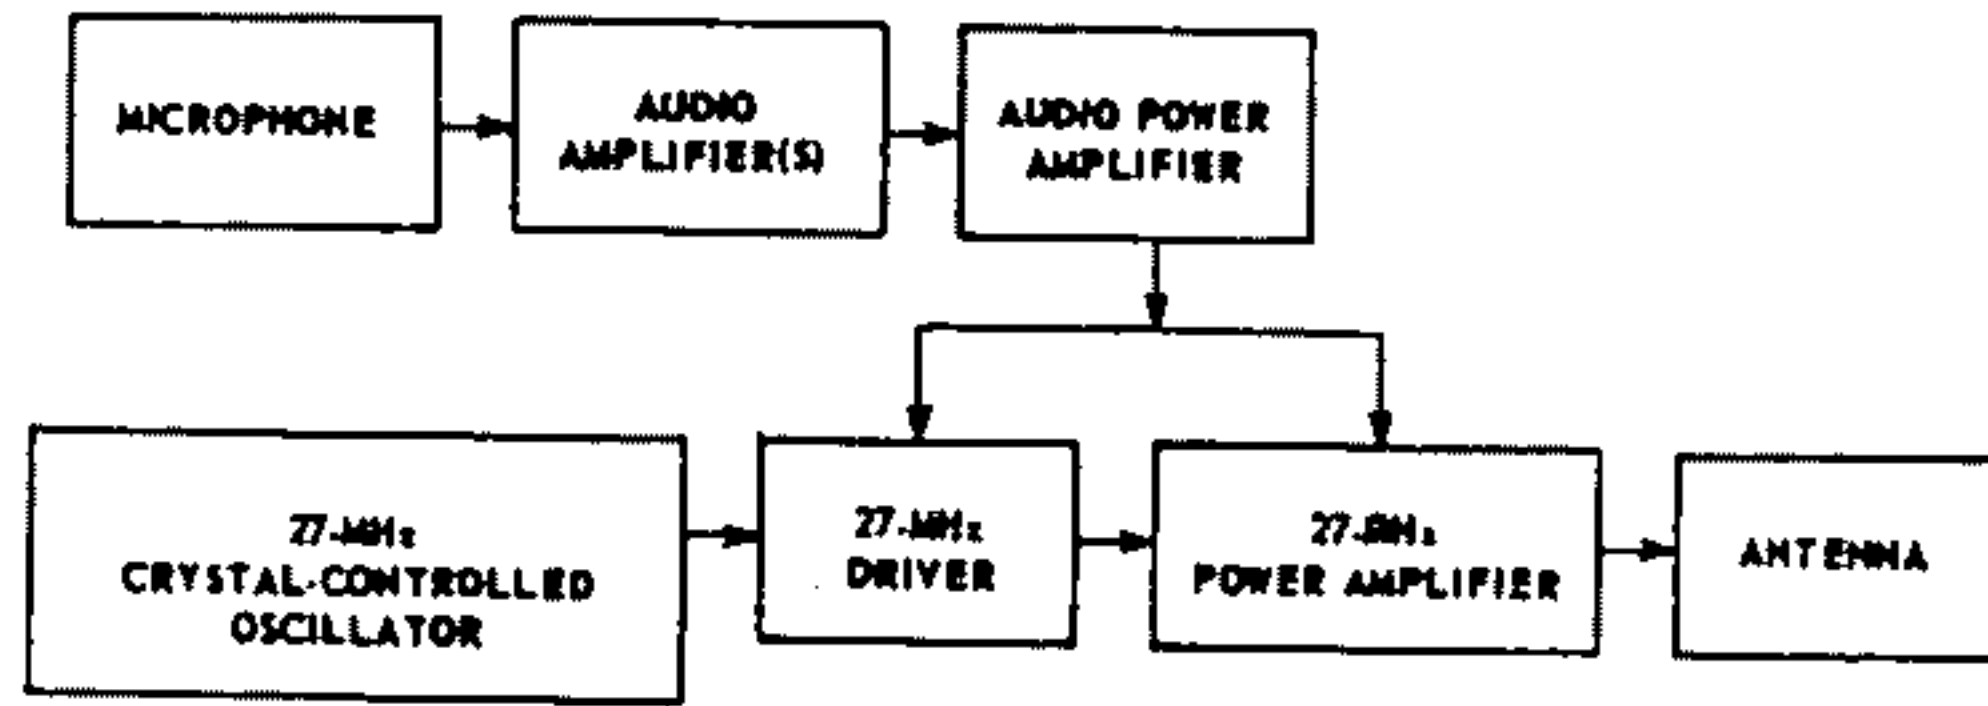 MICROPHONE
AUDIO
AMPLIFIER(S)
AUDIO POWER
AMPLIFIER
27-MHz
CRYSTAL-CONTROLLED
OSCILLATOR
27-MHz
DRIVER
27-MHz
POWER AMPLIFIER
ANTENNA